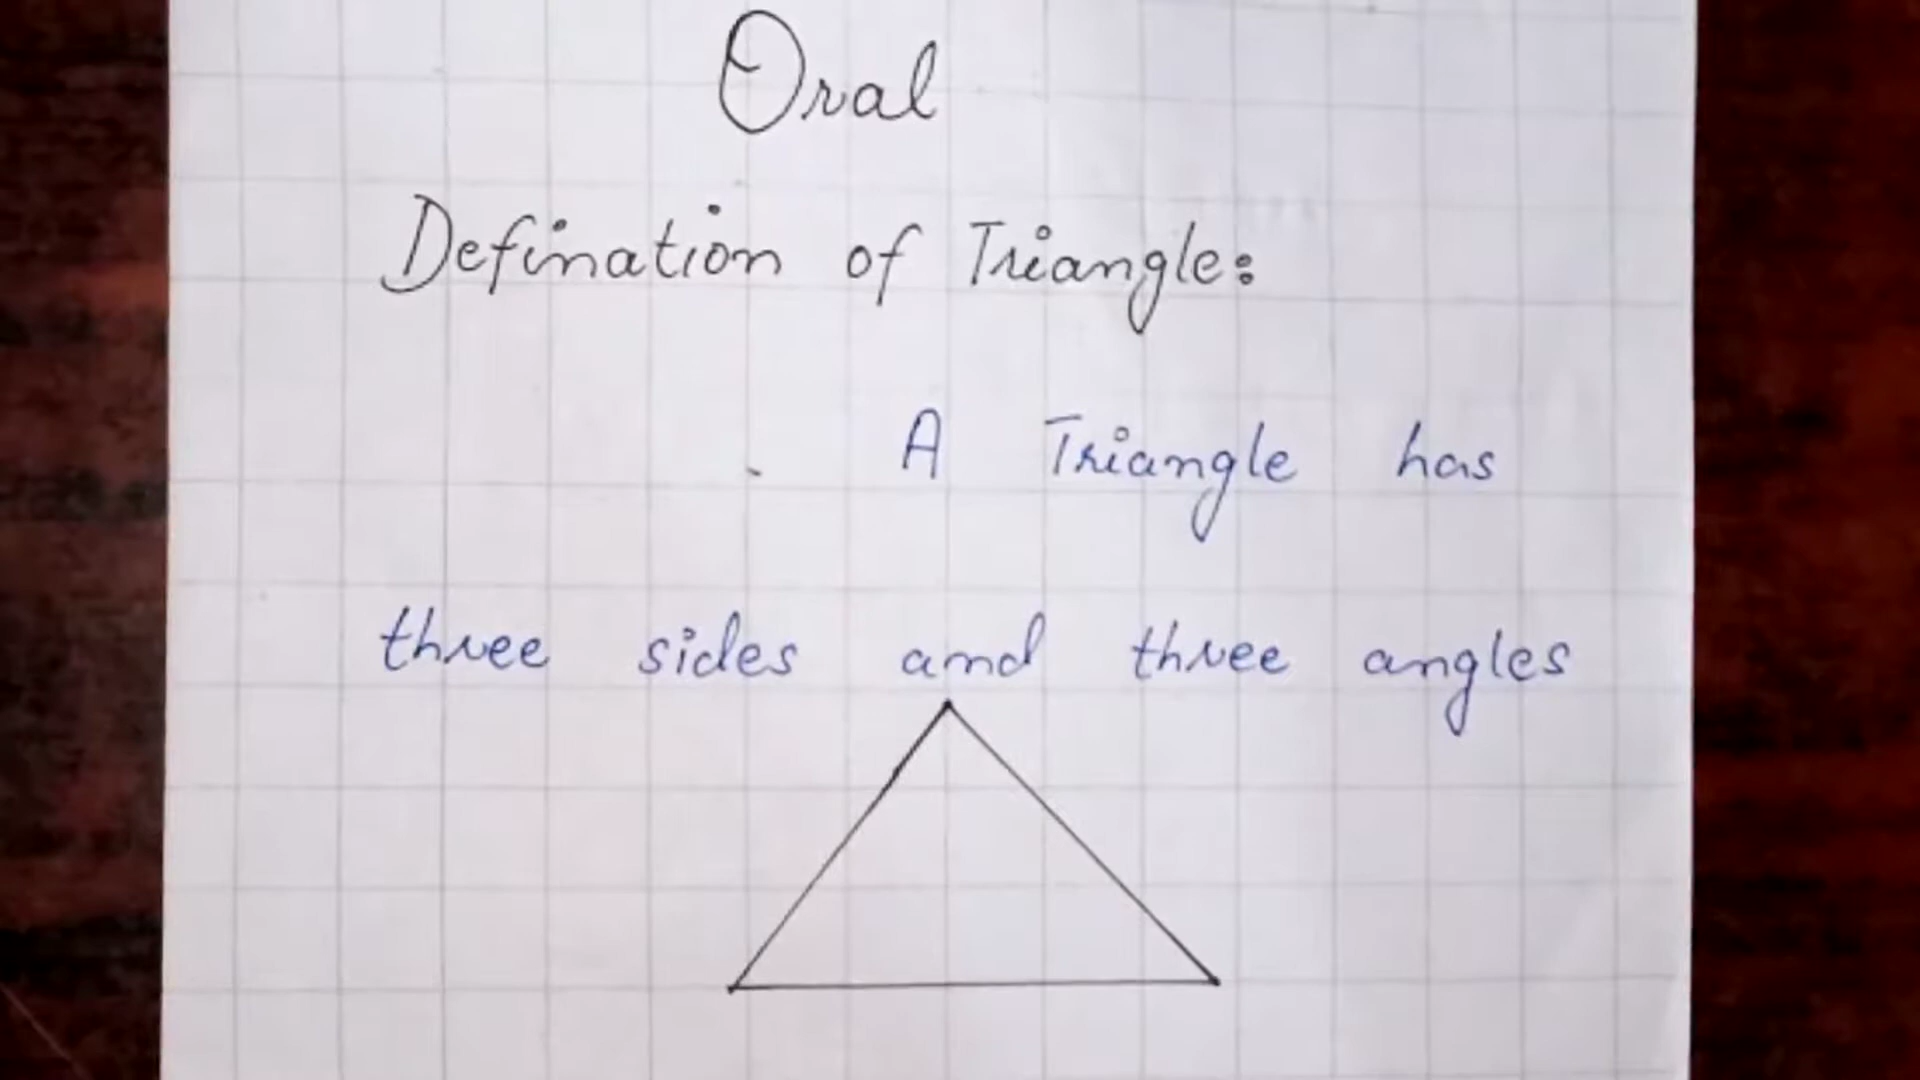 Oral
Defination of Triangle:
A Triangle has
three sides and three angles